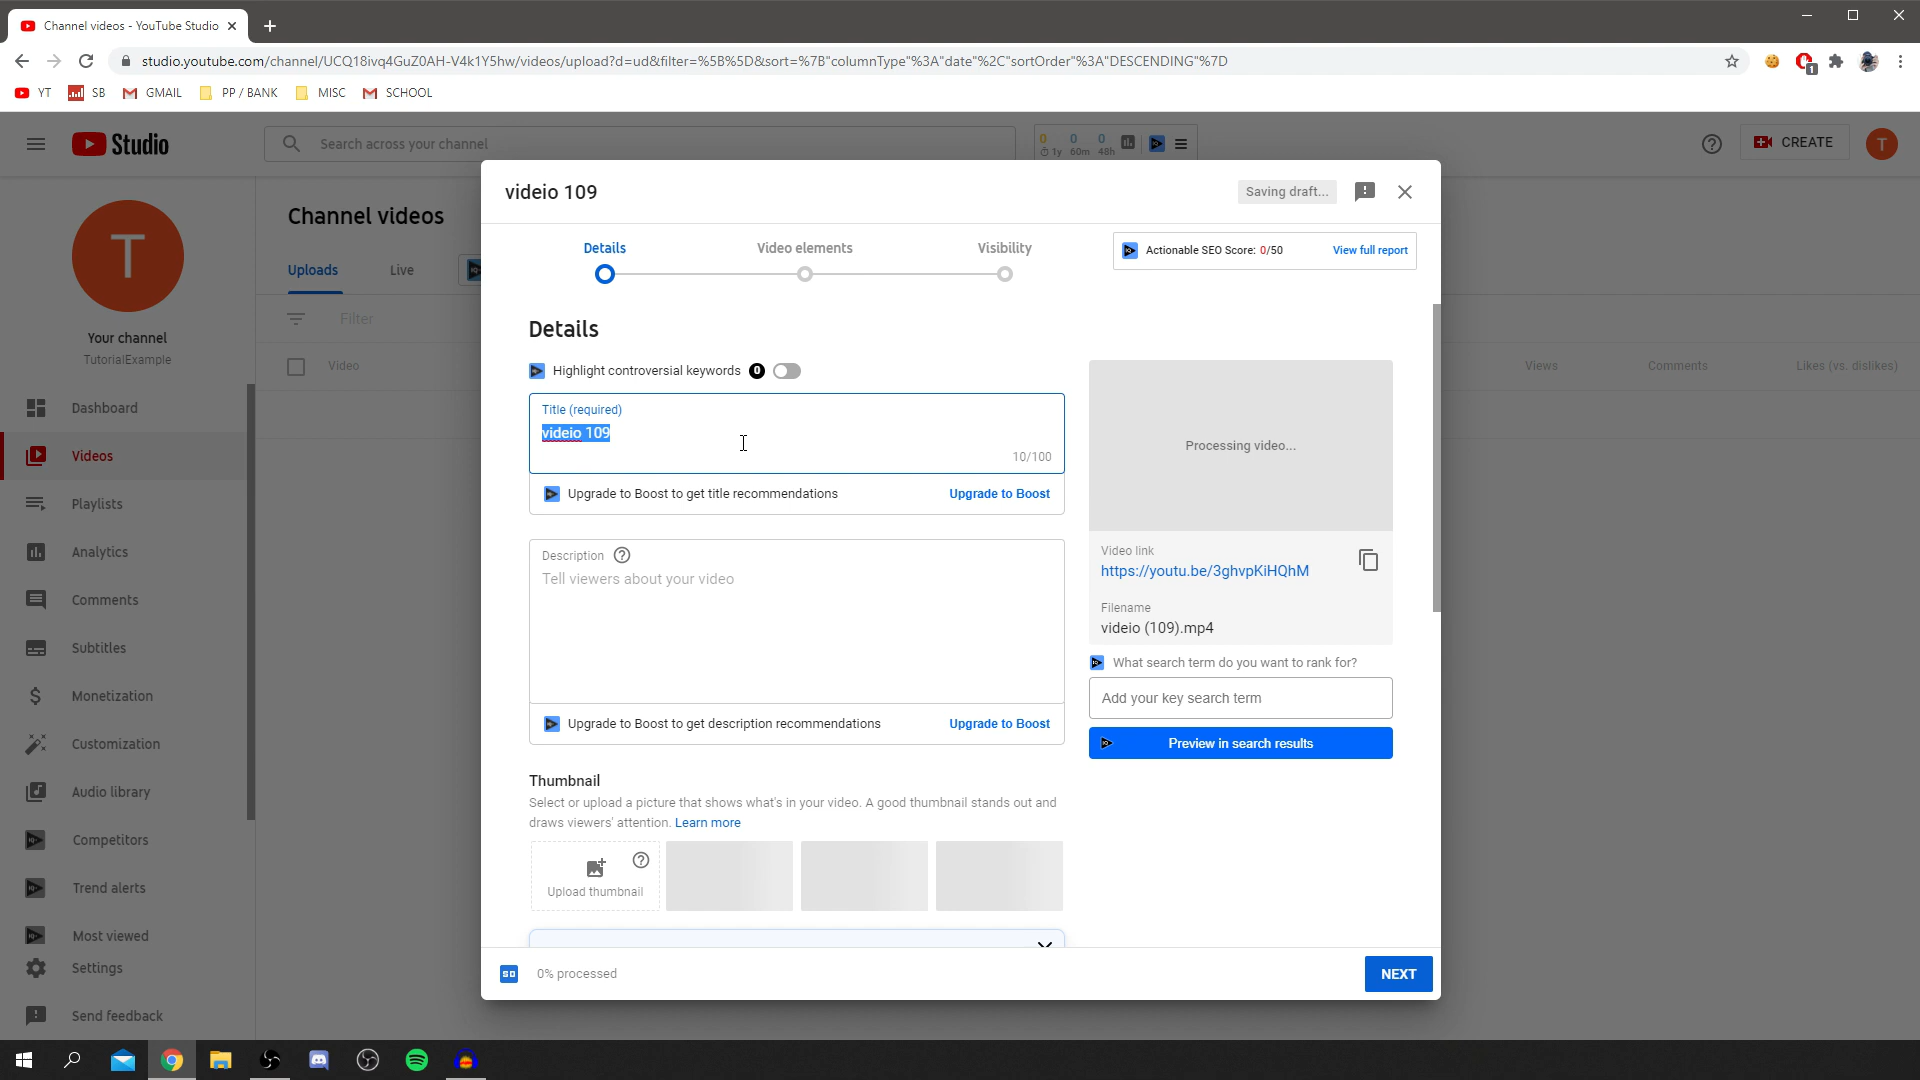 Channel videos - YouTube Studio
studio.youtube.com/channel/UCQ18ivq4GuZ0AH-V4k1Y5hw/videos/upload?d=ud&filter=%5B%5D&sort=%7B"columnType"%3A"date"%2C"sortOrder"%3A"DESCENDING"%7D
1
YT
SB
GMAIL
PP / BANK
MISC
SCHOOL
Studio
Search across your channel
0 0 0
1y 60m 48h
CREATE
T
T
Your channel
TutorialExample
Dashboard
Videos
Playlists
Analytics
Comments
Subtitles
Monetization
Customization
Audio library
Competitors
Trend alerts
Most viewed
Settings
Send feedback
Channel videos
Uploads
Live
Filter
Video
Views
Comments
Likes (vs. dislikes)
videio 109
Saving draft...
Details
Video elements
Visibility
Actionable SEO Score: 0/50
View full report
Details
Highlight controversial keywords 0
Title (required)
videio 109
10/100
Upgrade to Boost to get title recommendations
Upgrade to Boost
Description
Tell viewers about your video
Upgrade to Boost to get description recommendations
Upgrade to Boost
Thumbnail
Select or upload a picture that shows what's in your video. A good thumbnail stands out and
draws viewers' attention. Learn more
Upload thumbnail
Processing video...
Video link
https://youtu.be/3ghvpKiHQhM
Filename
videio (109).mp4
What search term do you want to rank for?
Add your key search term
Preview in search results
SD
0% processed
NEXT